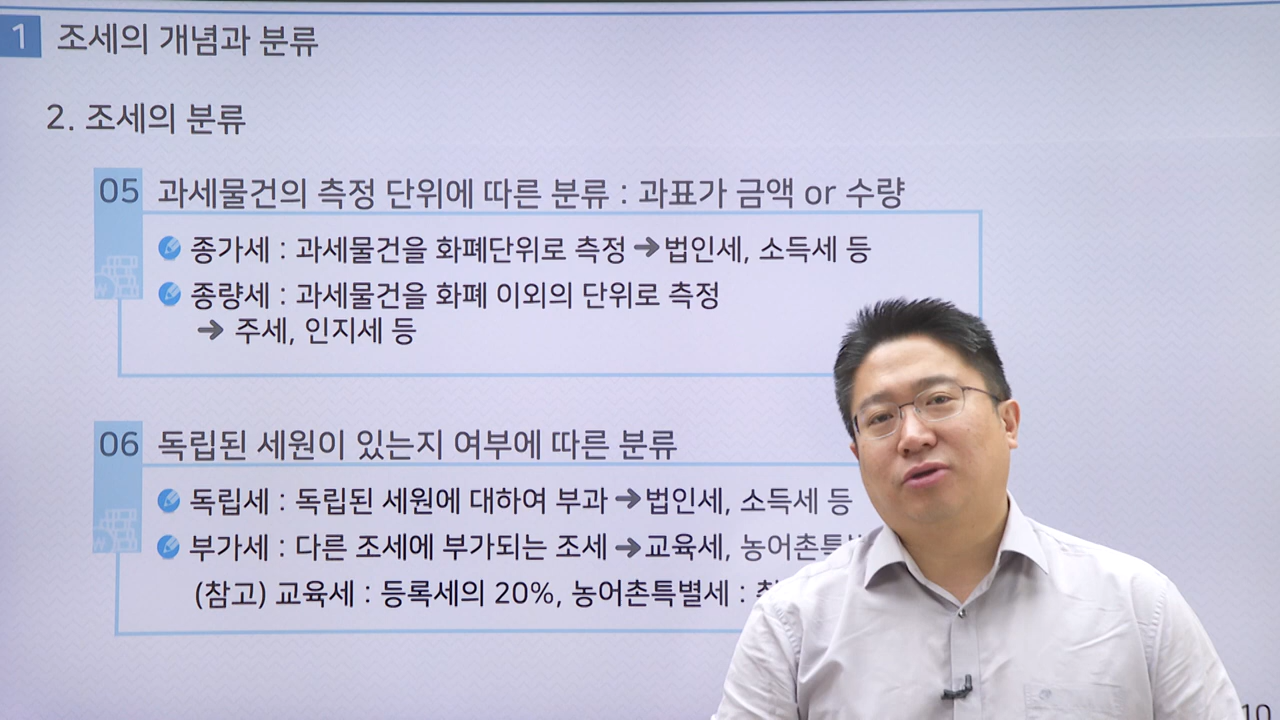 1 조세의 개념과 분류
2. 조세의 분류
05 과세물건의 측정 단위에 따른 분류 : 과표가 금액 or 수량
종가세 : 과세물건을 화폐단위로 측정 ➔ 법인세, 소득세 등
종량세 : 과세물건을 화폐 이외의 단위로 측정
➔ 주세, 인지세 등
06 독립된 세원이 있는지 여부에 따른 분류
독립세 : 독립된 세원에 대하여 부과 ➔ 법인세, 소득세 등
부가세 : 다른 조세에 부가되는 조세 ➔ 교육세,
(참고) 교육세 : 등록세의 20%, 농어촌특별세 :
10